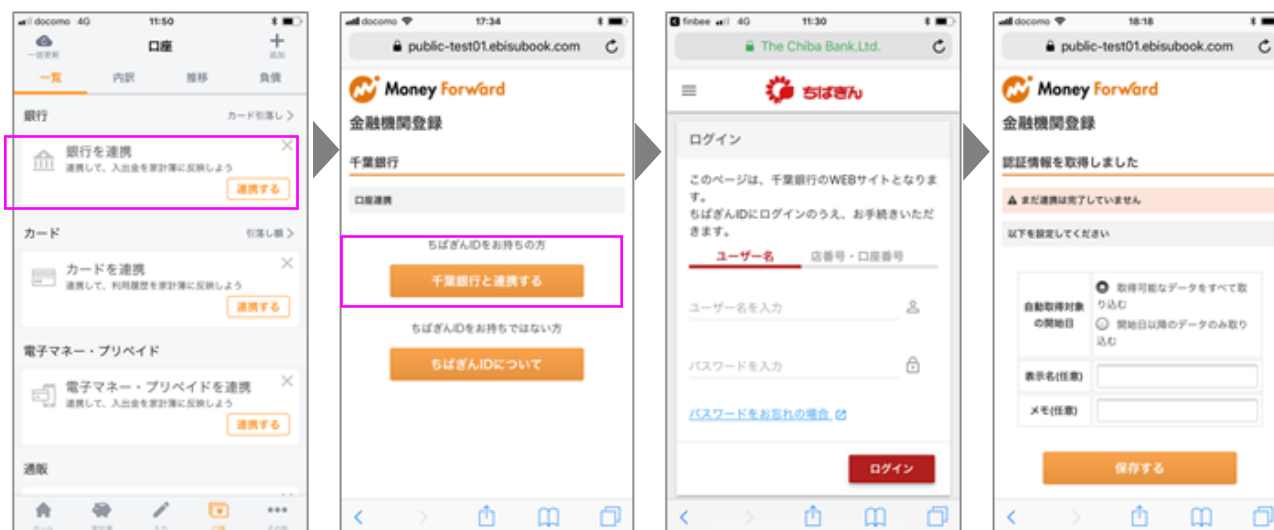 docomo 4G 11:50
一括更新
口座
追加
一覧 内訳 推移 負債
銀行 カード引落し >
銀行を連携
連携して、入出金を家計簿に反映しよう
連携する
カード 引落し額 >
カードを連携
連携して、利用履歴を家計簿に反映しよう
連携する
電子マネー・プリペイド
電子マネー・プリペイドを連携
連携して、入出金を家計簿に反映しよう
連携する
通販
docomo 17:34
public-test01.ebisubook.com
Money Forward
金融機関登録
千葉銀行
口座連携
ちばぎんIDをお持ちの方
千葉銀行と連携する
ちばぎんIDをお持ちではない方
ちばぎんIDについて
finbee 4G 11:30
The Chiba Bank,Ltd.
ちばぎん
ログイン
このページは、千葉銀行のWEBサイトとなりま
す。
ちばぎんIDにログインのうえ、お手続きいただ
きます。
ユーザー名 店番号・口座番号
ユーザー名を入力
パスワードを入力
パスワードをお忘れの場合
ログイン
docomo 18:18
public-test01.ebisubook.com
Money Forward
金融機関登録
認証情報を取得しました
まだ連携は完了していません
以下を設定してください
自動取得対象
の開始日
取得可能なデータをすべて取
り込む
開始日以降のデータのみ取り
込む
表示名(任意)
メモ(任意)
保存する